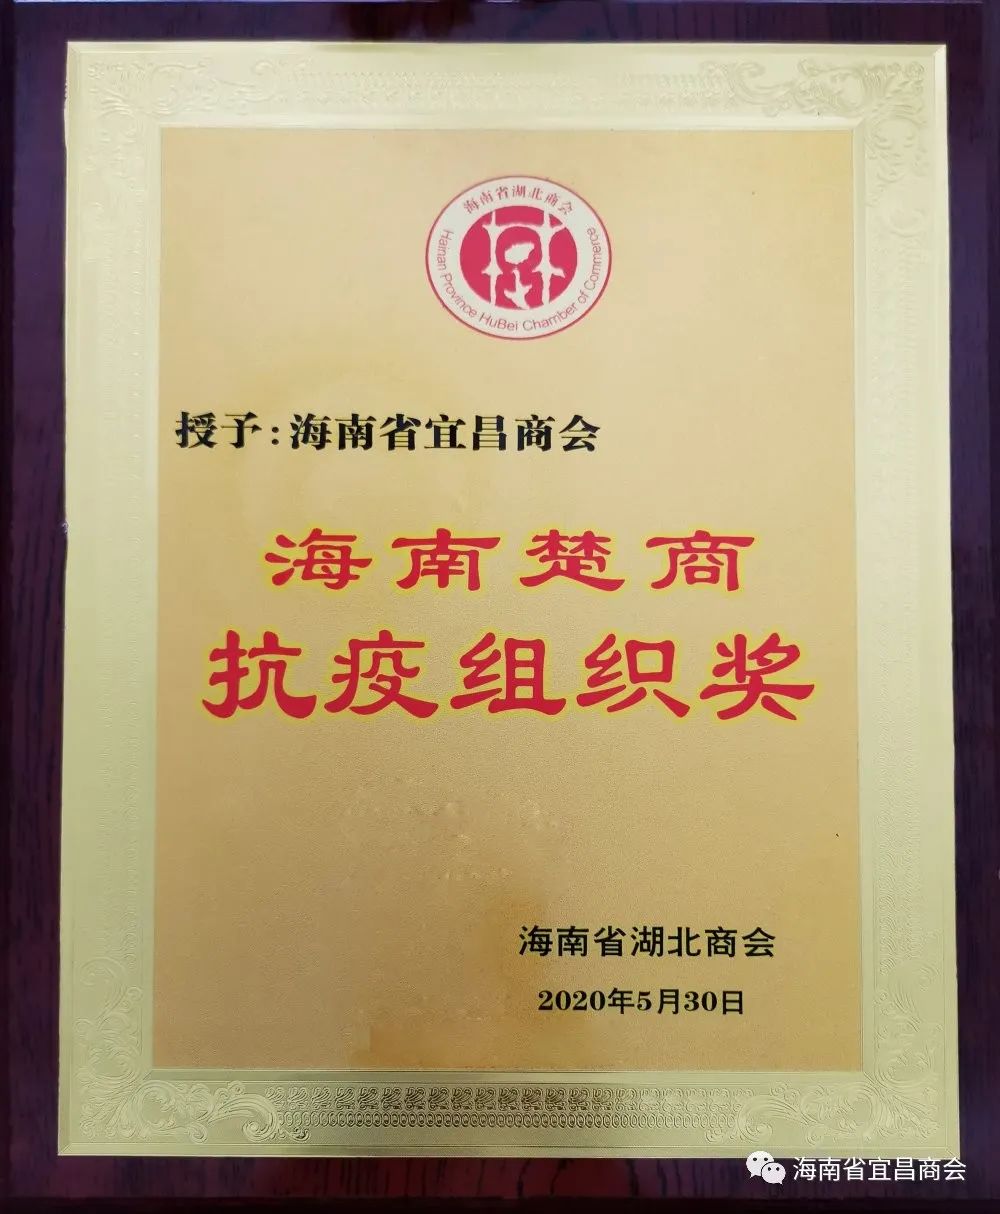 海南省湖北商会
Hainan Province HuBei Chamber of Commerce
授予:海南省宜昌商会
海南楚商
抗疫组织奖
海南省湖北商会
2020年5月30日
海南省宜昌商会